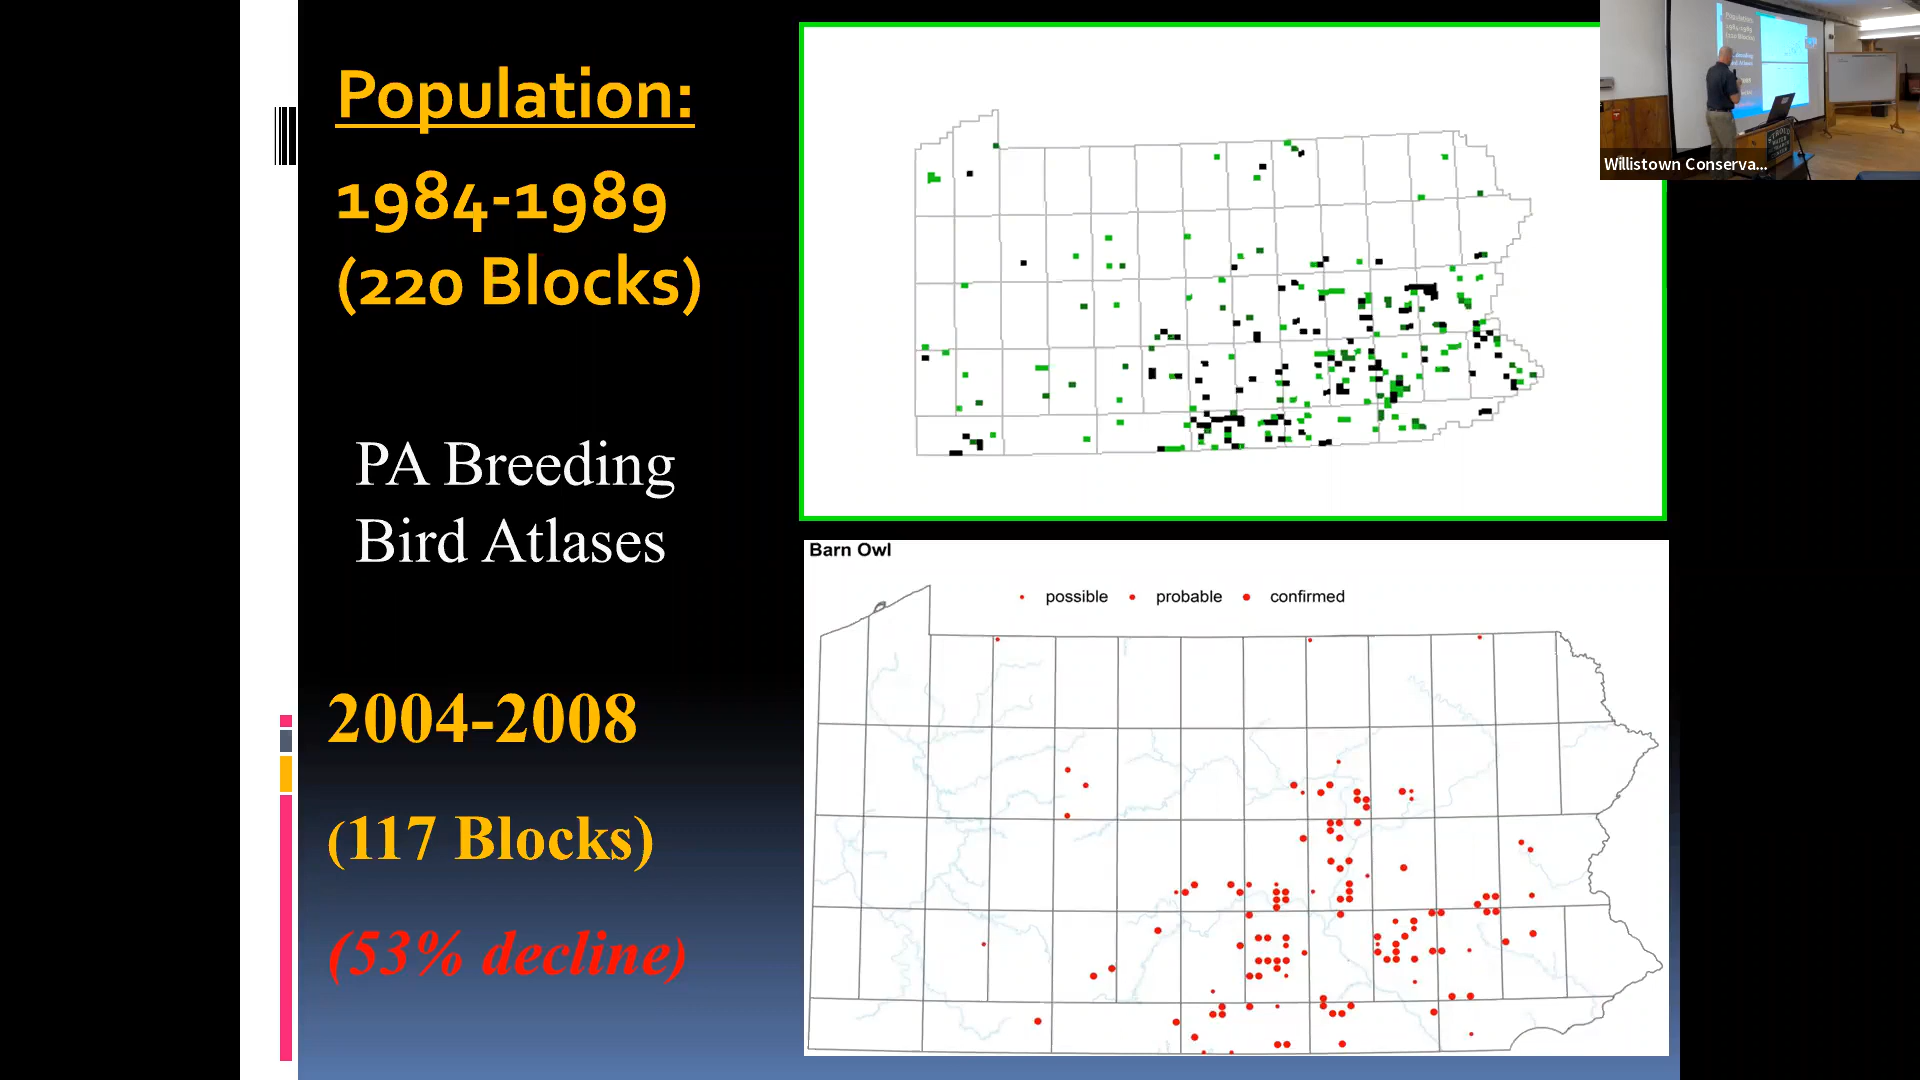 Population:
1984-1989
(220 Blocks)
PA Breeding
Bird Atlases
2004-2008
(117 Blocks)
(53% decline)
Barn Owl
possible probable confirmed
Willistown Conserva...